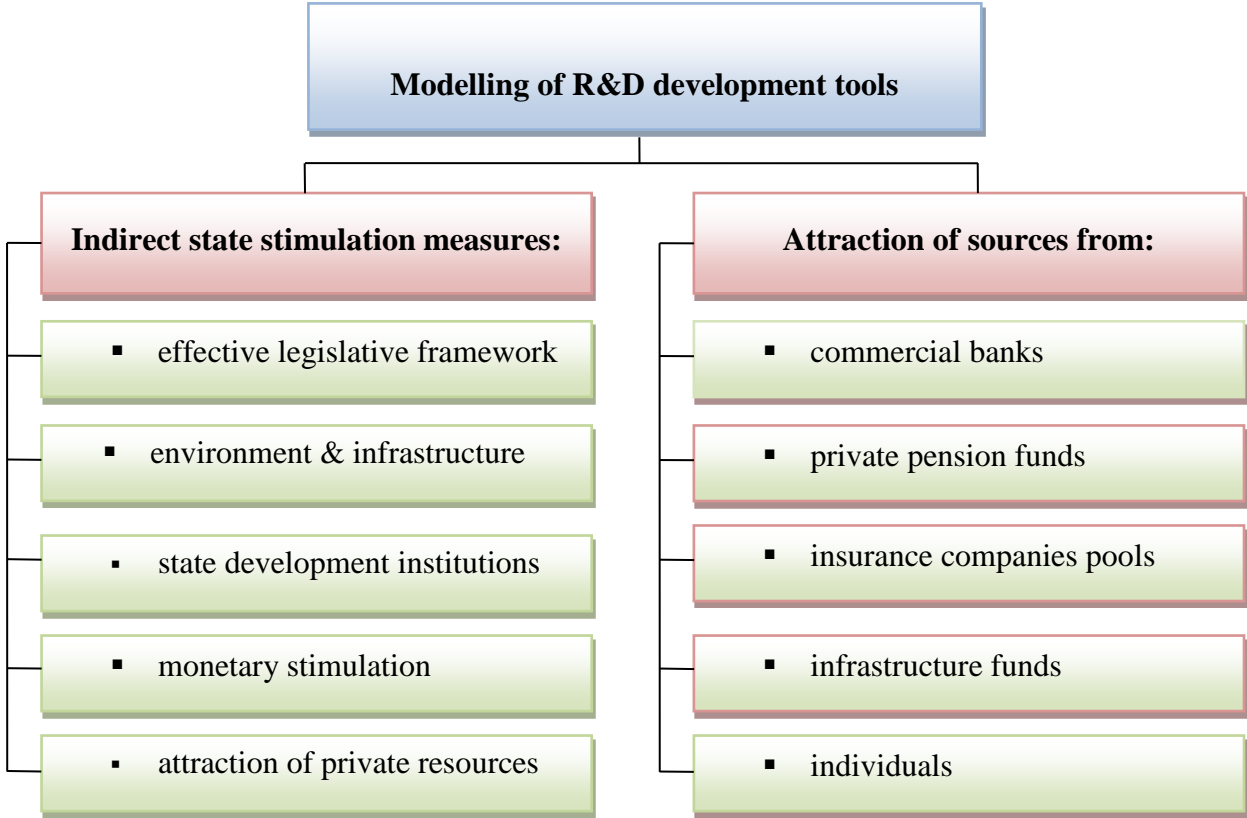 Modelling of R&D development tools
Indirect state stimulation measures:
▪ effective legislative framework
▪ environment & infrastructure
▪ state development institutions
▪ monetary stimulation
▪ attraction of private resources
Attraction of sources from:
▪ commercial banks
▪ private pension funds
▪ insurance companies pools
▪ infrastructure funds
▪ individuals